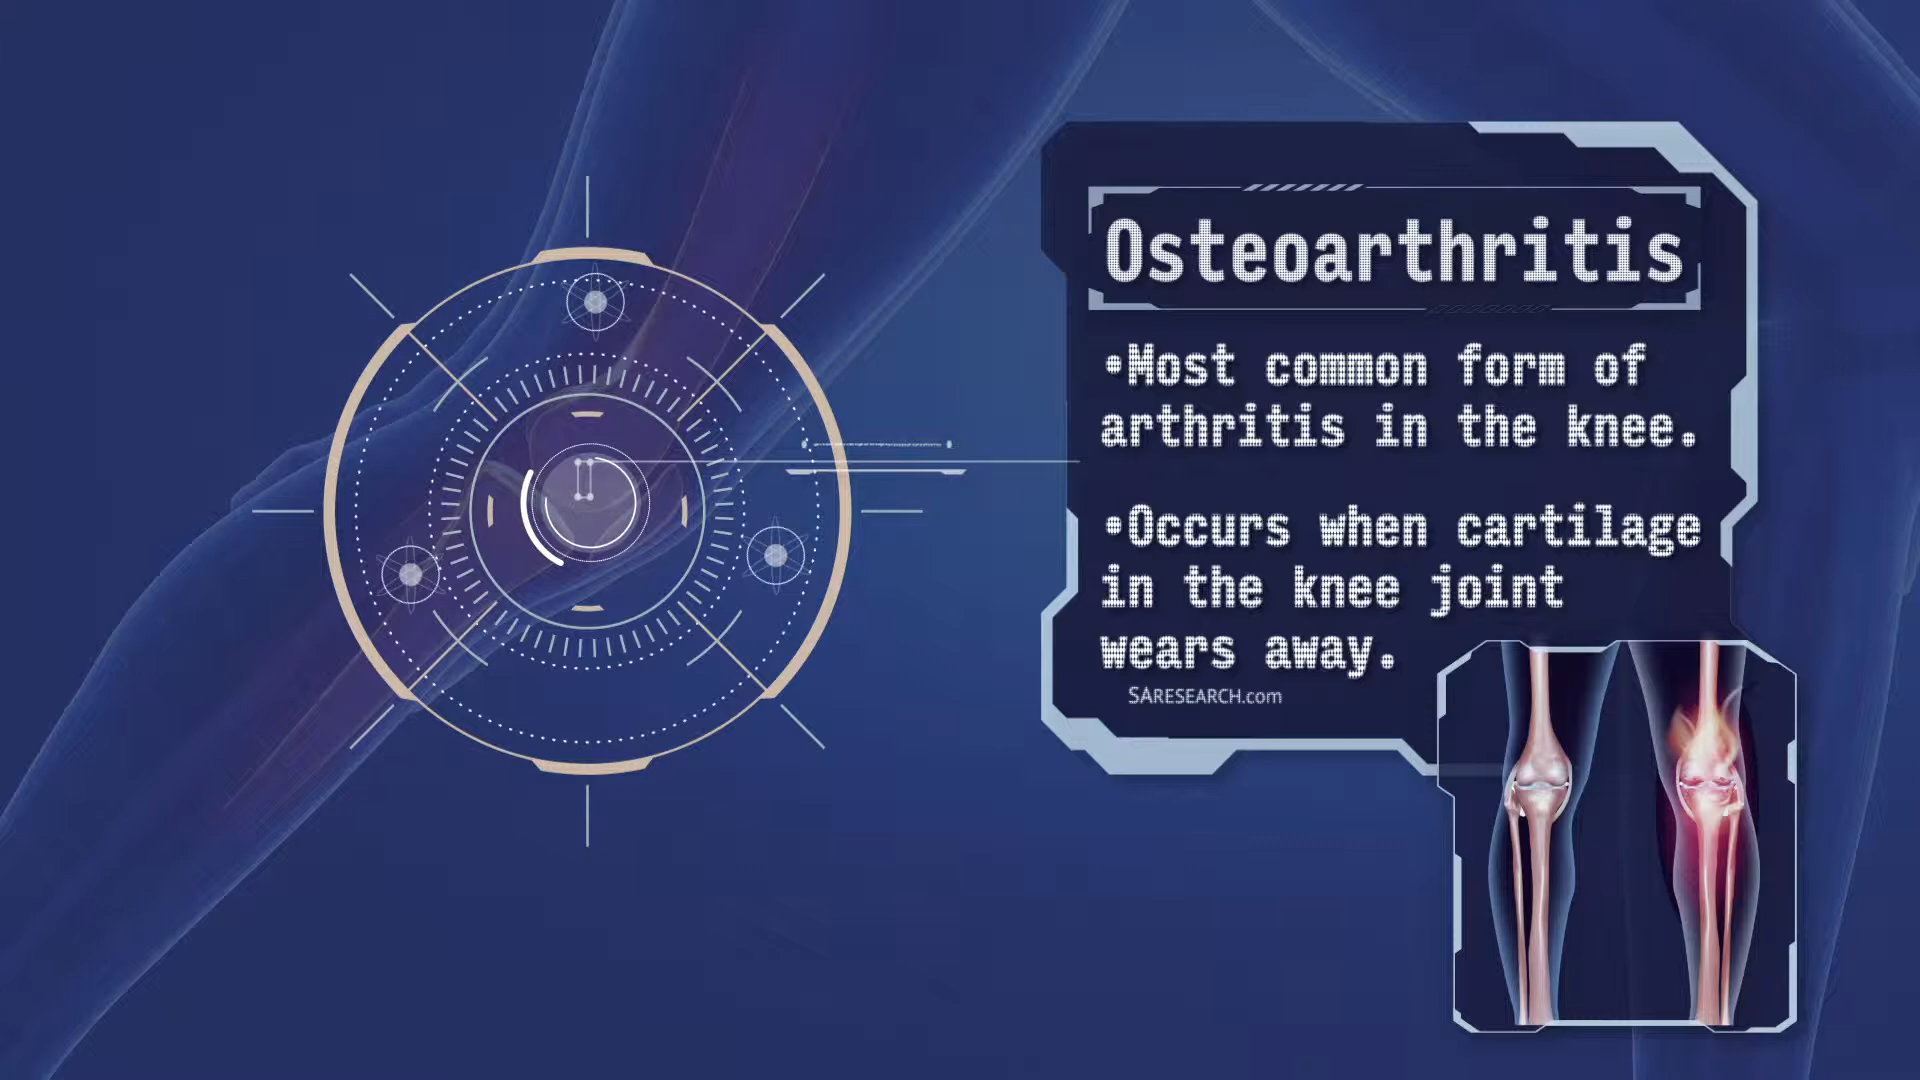 Osteoarthritis
•Most common form of
arthritis in the knee.
•Occurs when cartilage
in the knee joint
wears away.
SARESEARCH.com